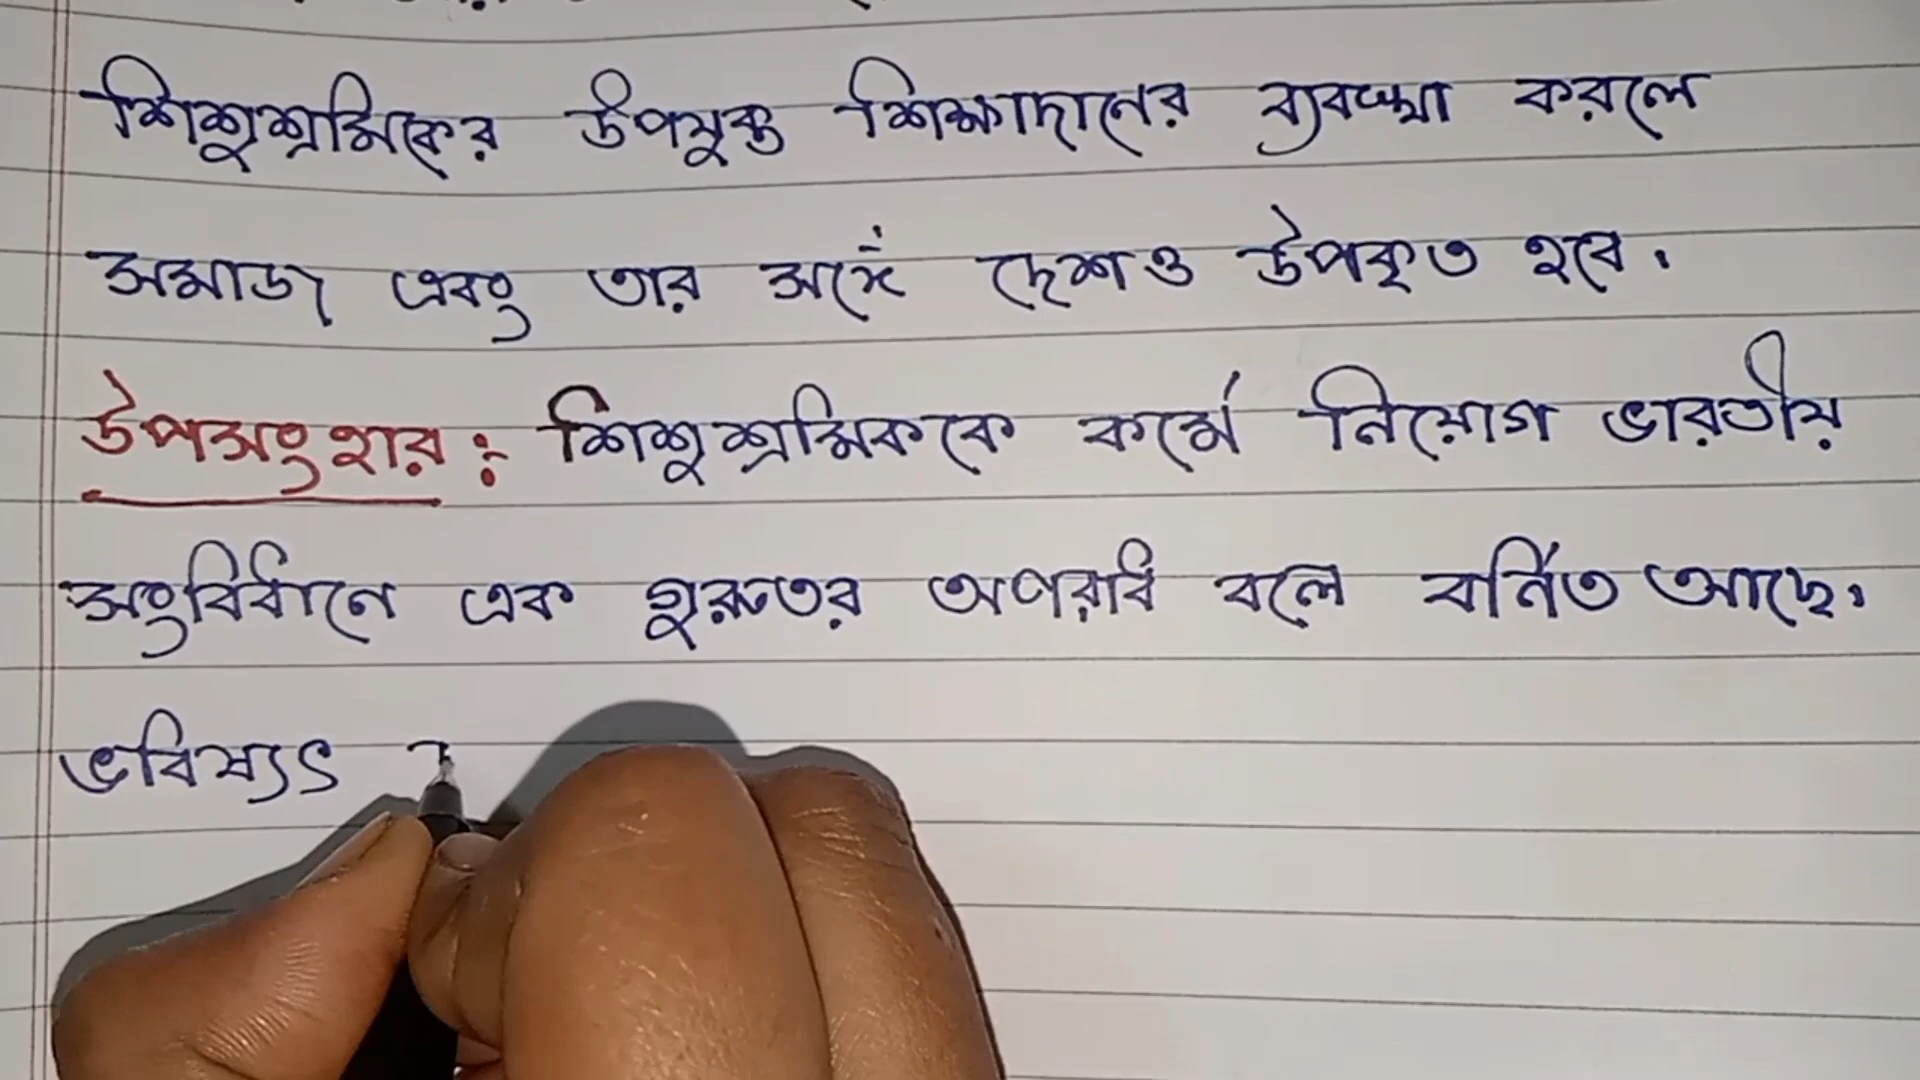 শিশুশ্রমিকের উপযুক্ত শিক্ষাদানের ব্যবস্থা করলে
সমাজ এবং তার সঙ্গে দেশও উপকৃত হবে।
উপসংহার : শিশুশ্রমিককে কর্মে নিয়োগ ভারতীয়
সংবিধানে এক গুরুতর অপরাধ বলে বর্নিত আছে।
ভবিষ্যৎ